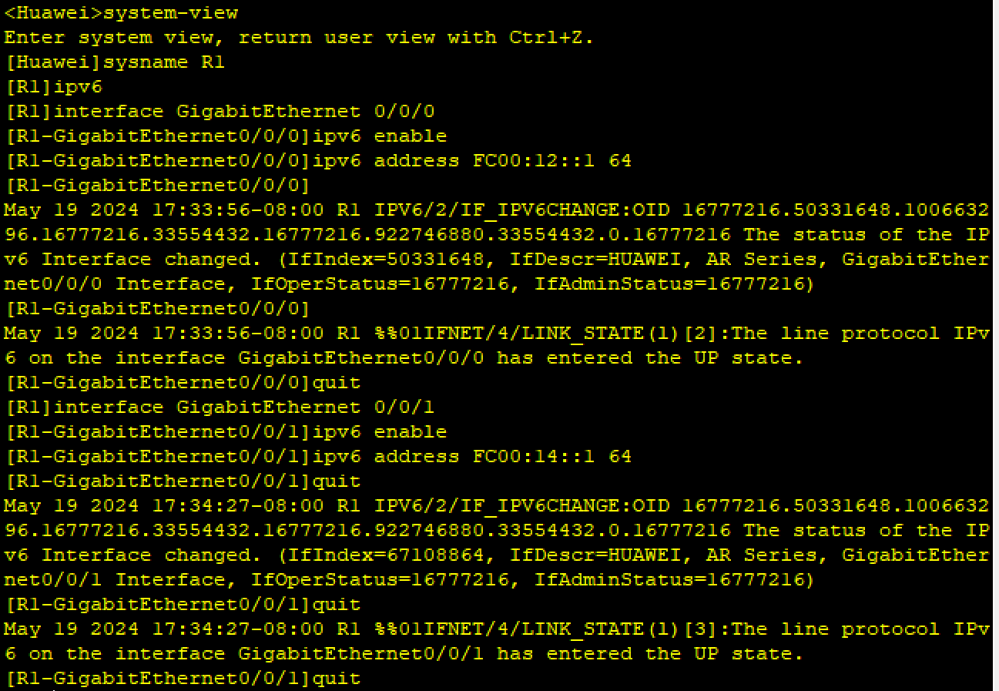 <Huawei>system-view
Enter system view, return user view with Ctrl+Z.
[Huawei]sysname R1
[R1]ipv6
[R1]interface GigabitEthernet 0/0/0
[R1-GigabitEthernet0/0/0]ipv6 enable
[R1-GigabitEthernet0/0/0]ipv6 address FC00:12::1 64
[R1-GigabitEthernet0/0/0]
May 19 2024 17:33:56-08:00 R1 IPV6/2/IF_IPV6CHANGE:OID 16777216.50331648.1006632
96.16777216.33554432.16777216.922746880.33554432.0.16777216 The status of the IP
v6 Interface changed. (IfIndex=50331648, IfDescr=HUAWEI, AR Series, GigabitEther
net0/0/0 Interface, IfOperStatus=16777216, IfAdminStatus=16777216)
[R1-GigabitEthernet0/0/0]
May 19 2024 17:33:56-08:00 R1 %%01IFNET/4/LINK_STATE(l)[2]:The line protocol IPv
6 on the interface GigabitEthernet0/0/0 has entered the UP state.
[R1-GigabitEthernet0/0/0]quit
[R1]interface GigabitEthernet 0/0/1
[R1-GigabitEthernet0/0/1]ipv6 enable
[R1-GigabitEthernet0/0/1]ipv6 address FC00:14::1 64
[R1-GigabitEthernet0/0/1]quit
May 19 2024 17:34:27-08:00 R1 IPV6/2/IF_IPV6CHANGE:OID 16777216.50331648.1006632
96.16777216.33554432.16777216.922746880.33554432.0.16777216 The status of the IP
v6 Interface changed. (IfIndex=67108864, IfDescr=HUAWEI, AR Series, GigabitEther
net0/0/1 Interface, IfOperStatus=16777216, IfAdminStatus=16777216)
[R1-GigabitEthernet0/0/1]quit
May 19 2024 17:34:27-08:00 R1 %%01IFNET/4/LINK_STATE(l)[3]:The line protocol IPv
6 on the interface GigabitEthernet0/0/1 has entered the UP state.
[R1-GigabitEthernet0/0/1]quit